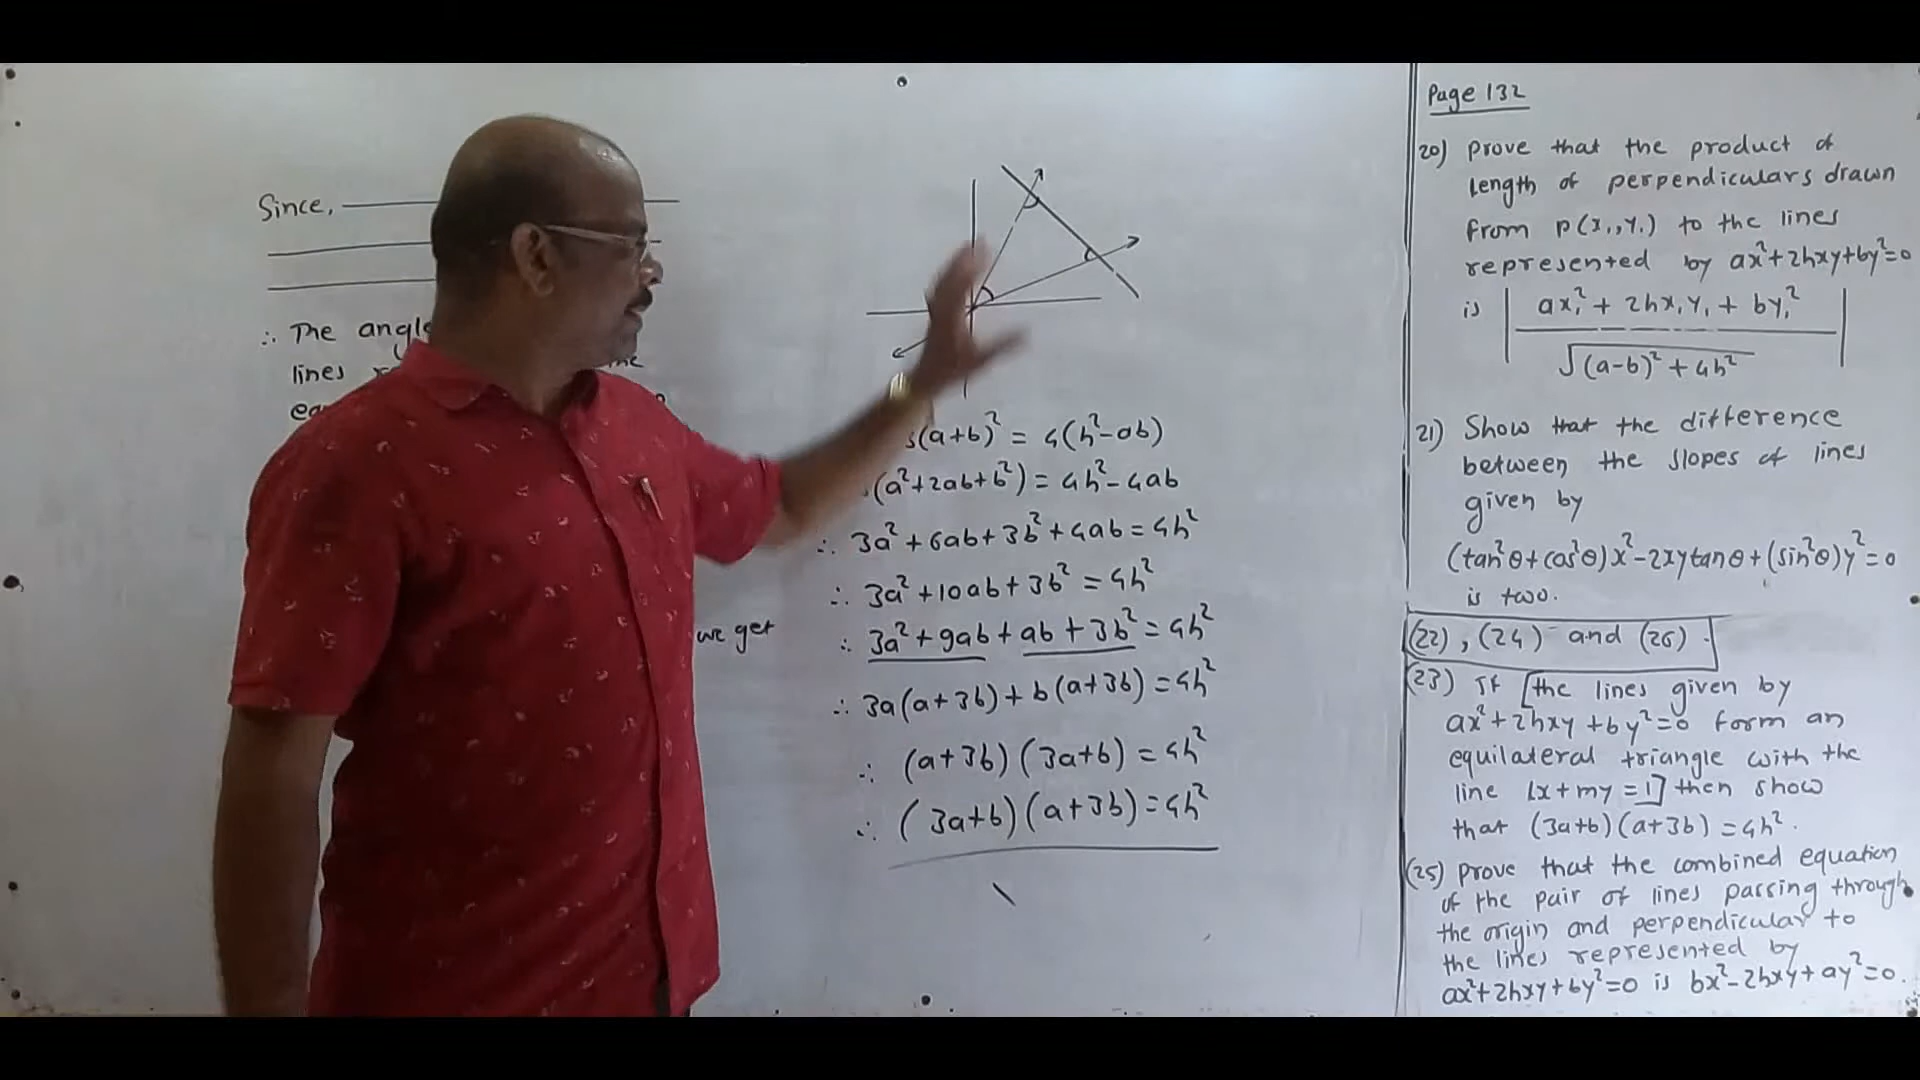 Since,
∴ The angle
lines
we get
(a+b)² = 4(h²-ab)
(a²+2ab+b²) = 4h²-4ab
∴ 3a²+6ab+3b²+4ab=4h²
∴ 3a²+10ab+3b²=4h²
∴ 3a²+9ab+ab+3b²=4h²
∴ 3a(a+3b)+b(a+3b)=4h²
∴ (a+3b)(3a+b)=4h²
∴ (3a+b)(a+3b)=4h²
Page 132
20) Prove that the product of
length of perpendiculars drawn
from P(x₁,y₁) to the lines
represented by ax²+2hxy+by²=0
is | ax₁²+2hx₁y₁+by₁² |
√(a-b)²+4h²
21) Show that the difference
between the slopes of lines
given by
(tan²θ+cos²θ)x²-2xytanθ+(sin²θ)y²=0
is two.
(22), (24) and (26).
(23) If [the lines given by
ax²+2hxy+by²=0 form an
equilateral triangle with the
line lx+my=1] then show
that (3a+b)(a+3b)=4h².
(25) prove that the combined equation
of the pair of lines passing through
the origin and perpendicular to
the lines represented by
ax²+2hxy+by²=0 is bx²-2hxy+ay²=0.